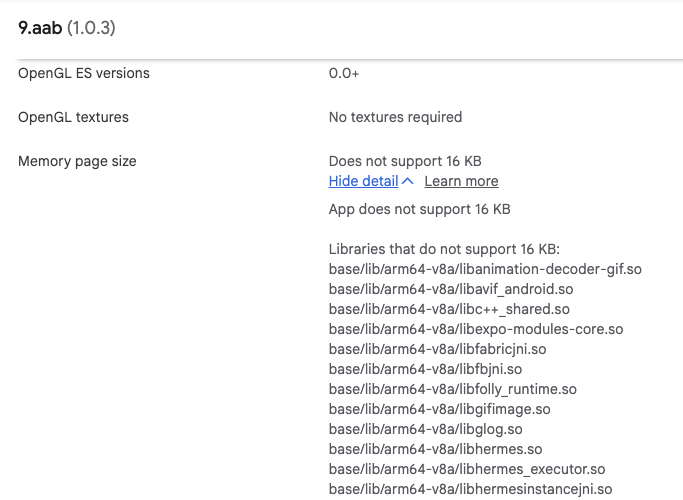 9.aab (1.0.3)
OpenGL ES versions 0.0+
OpenGL textures No textures required
Memory page size Does not support 16 KB
Hide detail Learn more
App does not support 16 KB
Libraries that do not support 16 KB:
base/lib/arm64-v8a/libanimation-decoder-gif.so
base/lib/arm64-v8a/libavif_android.so
base/lib/arm64-v8a/libc++_shared.so
base/lib/arm64-v8a/libexpo-modules-core.so
base/lib/arm64-v8a/libfabricjni.so
base/lib/arm64-v8a/libfbjni.so
base/lib/arm64-v8a/libfolly_runtime.so
base/lib/arm64-v8a/libgifimage.so
base/lib/arm64-v8a/libglog.so
base/lib/arm64-v8a/libhermes.so
base/lib/arm64-v8a/libhermes_executor.so
base/lib/arm64-v8a/libhermesinstancejni.so